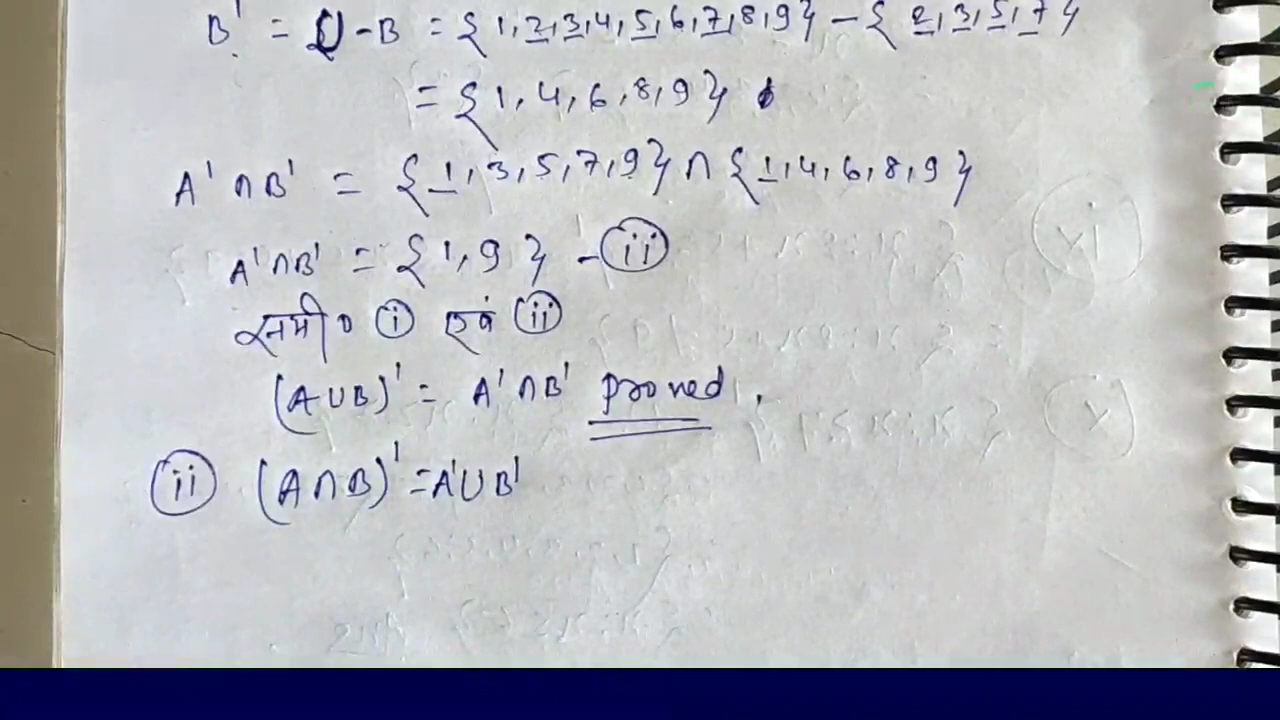 B' = U - B = {1,2,3,4,5,6,7,8,9} - {2,3,5,7}
= {1,4,6,8,9}
A' ∩ B' = {1,3,5,7,9} ∩ {1,4,6,8,9}
A' ∩ B' = {1,9} - (ii)
समी० (i) एवं (ii)
(A ∪ B)' = A' ∩ B' proved.
(ii) (A ∩ B)' = A' ∪ B'